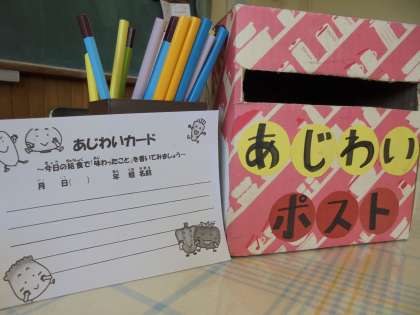 あじわいカード
～今日の給食で「味わったこと」を書いてみましょう～
月 日( ) 年 組 名前
あじわい
ポスト